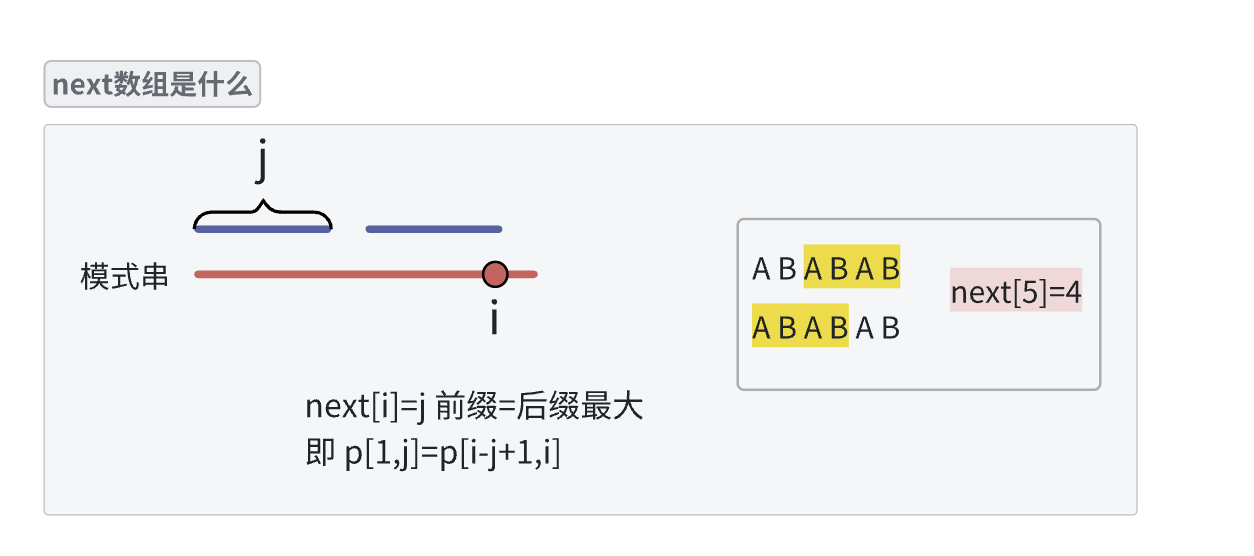 next数组是什么
j
模式串
i
next[i]=j 前缀=后缀最大
即 p[1,j]=p[i-j+1,i]
A B A B A B
A B A B A B
next[5]=4